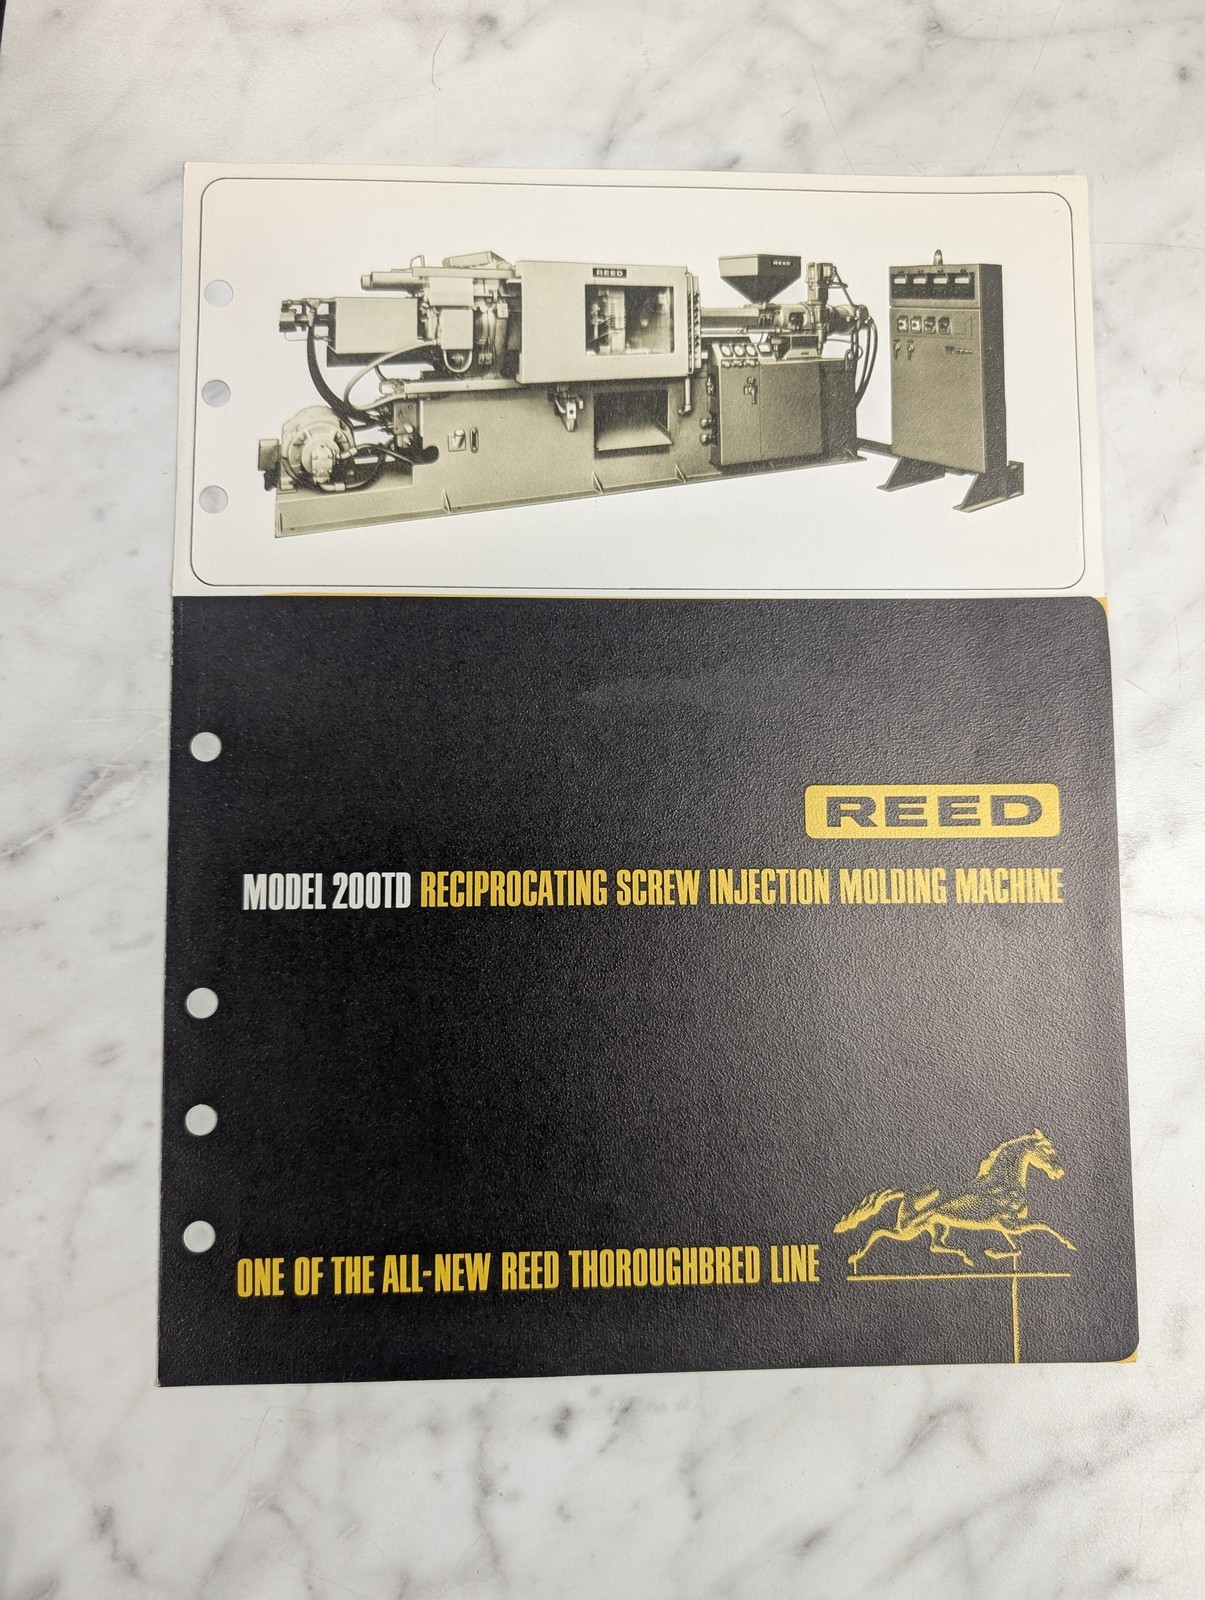 REED
REED
REED
MODEL 200TD RECIPROCATING SCREW INJECTION MOLDING MACHINE
ONE OF THE ALL-NEW REED THOROUGHBRED LINE